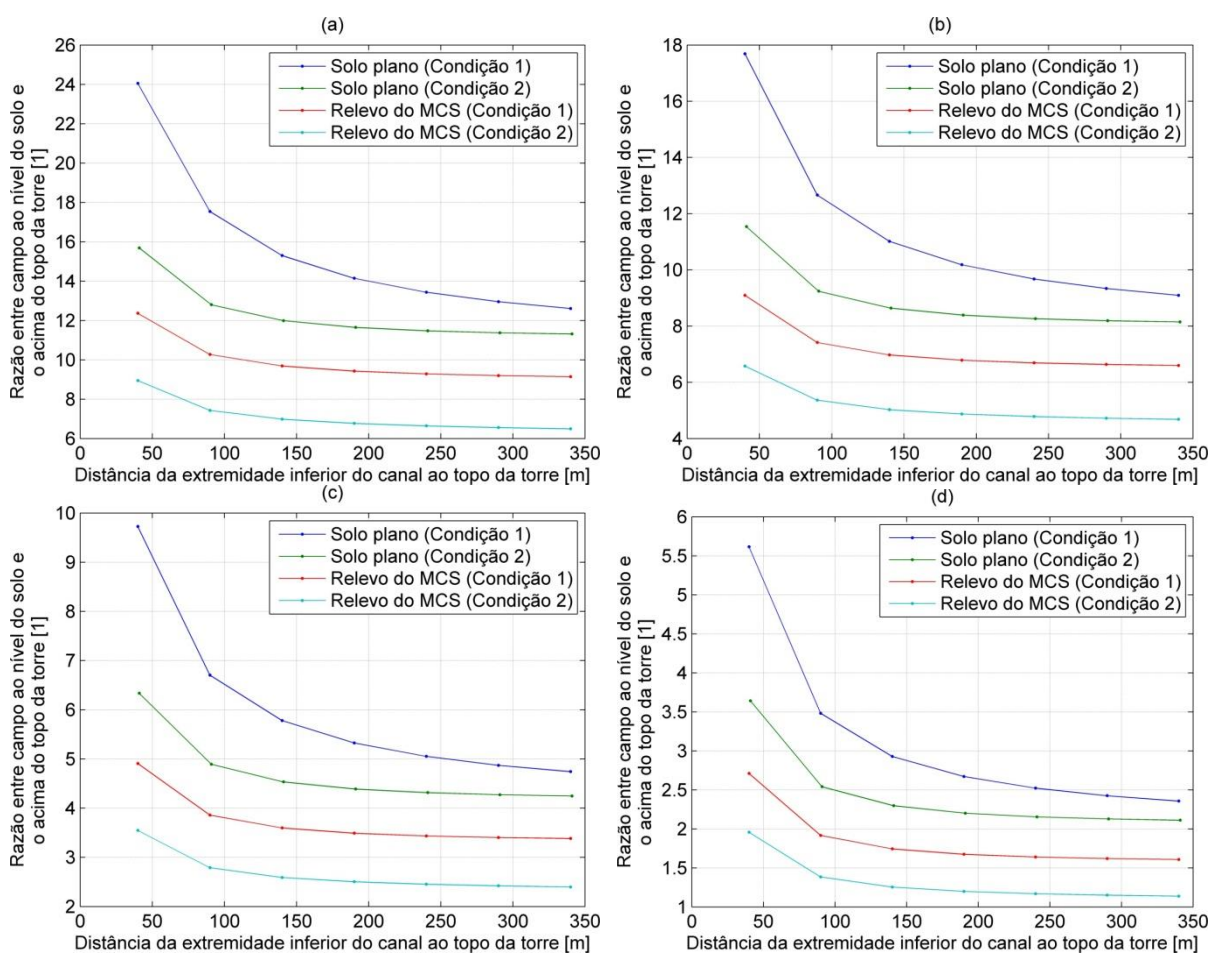 (a)
Razão entre campo ao nível do solo e
o acima do topo da torre [1]
26
24
22
20
18
16
14
12
10
8
6
0
50
100
150
200
250
300
350
Solo plano (Condição 1)
Solo plano (Condição 2)
Relevo do MCS (Condição 1)
Relevo do MCS (Condição 2)
Distância da extremidade inferior do canal ao topo da torre [m]
(b)
Razão entre campo ao nível do solo e
o acima do topo da torre [1]
18
16
14
12
10
8
6
4
0
50
100
150
200
250
300
350
Solo plano (Condição 1)
Solo plano (Condição 2)
Relevo do MCS (Condição 1)
Relevo do MCS (Condição 2)
Distância da extremidade inferior do canal ao topo da torre [m]
(c)
Razão entre campo ao nível do solo e
o acima do topo da torre [1]
10
9
8
7
6
5
4
3
2
0
50
100
150
200
250
300
350
Solo plano (Condição 1)
Solo plano (Condição 2)
Relevo do MCS (Condição 1)
Relevo do MCS (Condição 2)
Distância da extremidade inferior do canal ao topo da torre [m]
(d)
Razão entre campo ao nível do solo e
o acima do topo da torre [1]
6
5.5
5
4.5
4
3.5
3
2.5
2
1.5
1
0
50
100
150
200
250
300
350
Solo plano (Condição 1)
Solo plano (Condição 2)
Relevo do MCS (Condição 1)
Relevo do MCS (Condição 2)
Distância da extremidade inferior do canal ao topo da torre [m]